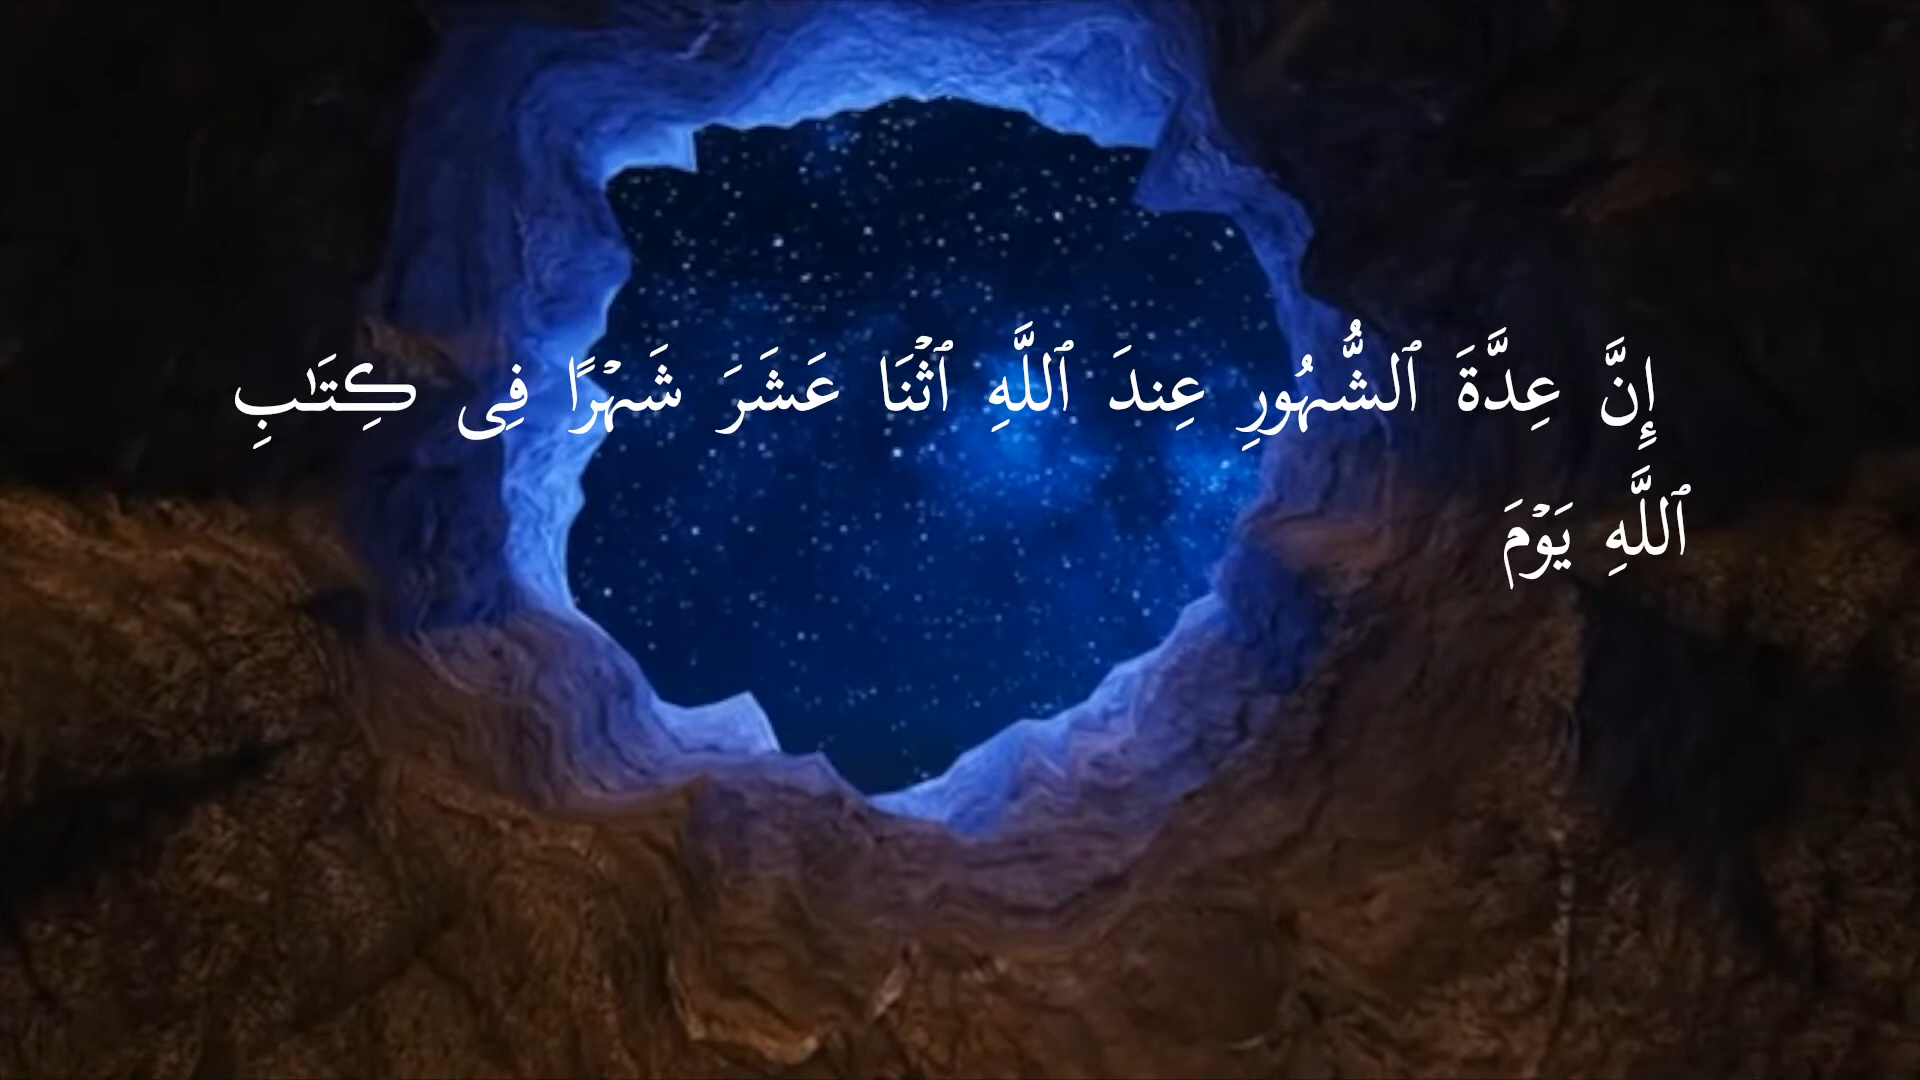 إِنَّ عِدَّةَ ٱلشُّهُورِ عِندَ ٱللَّهِ ٱثۡنَا عَشَرَ شَهۡرًا فِی كِتَـٰبِ
ٱللَّهِ یَوۡمَ